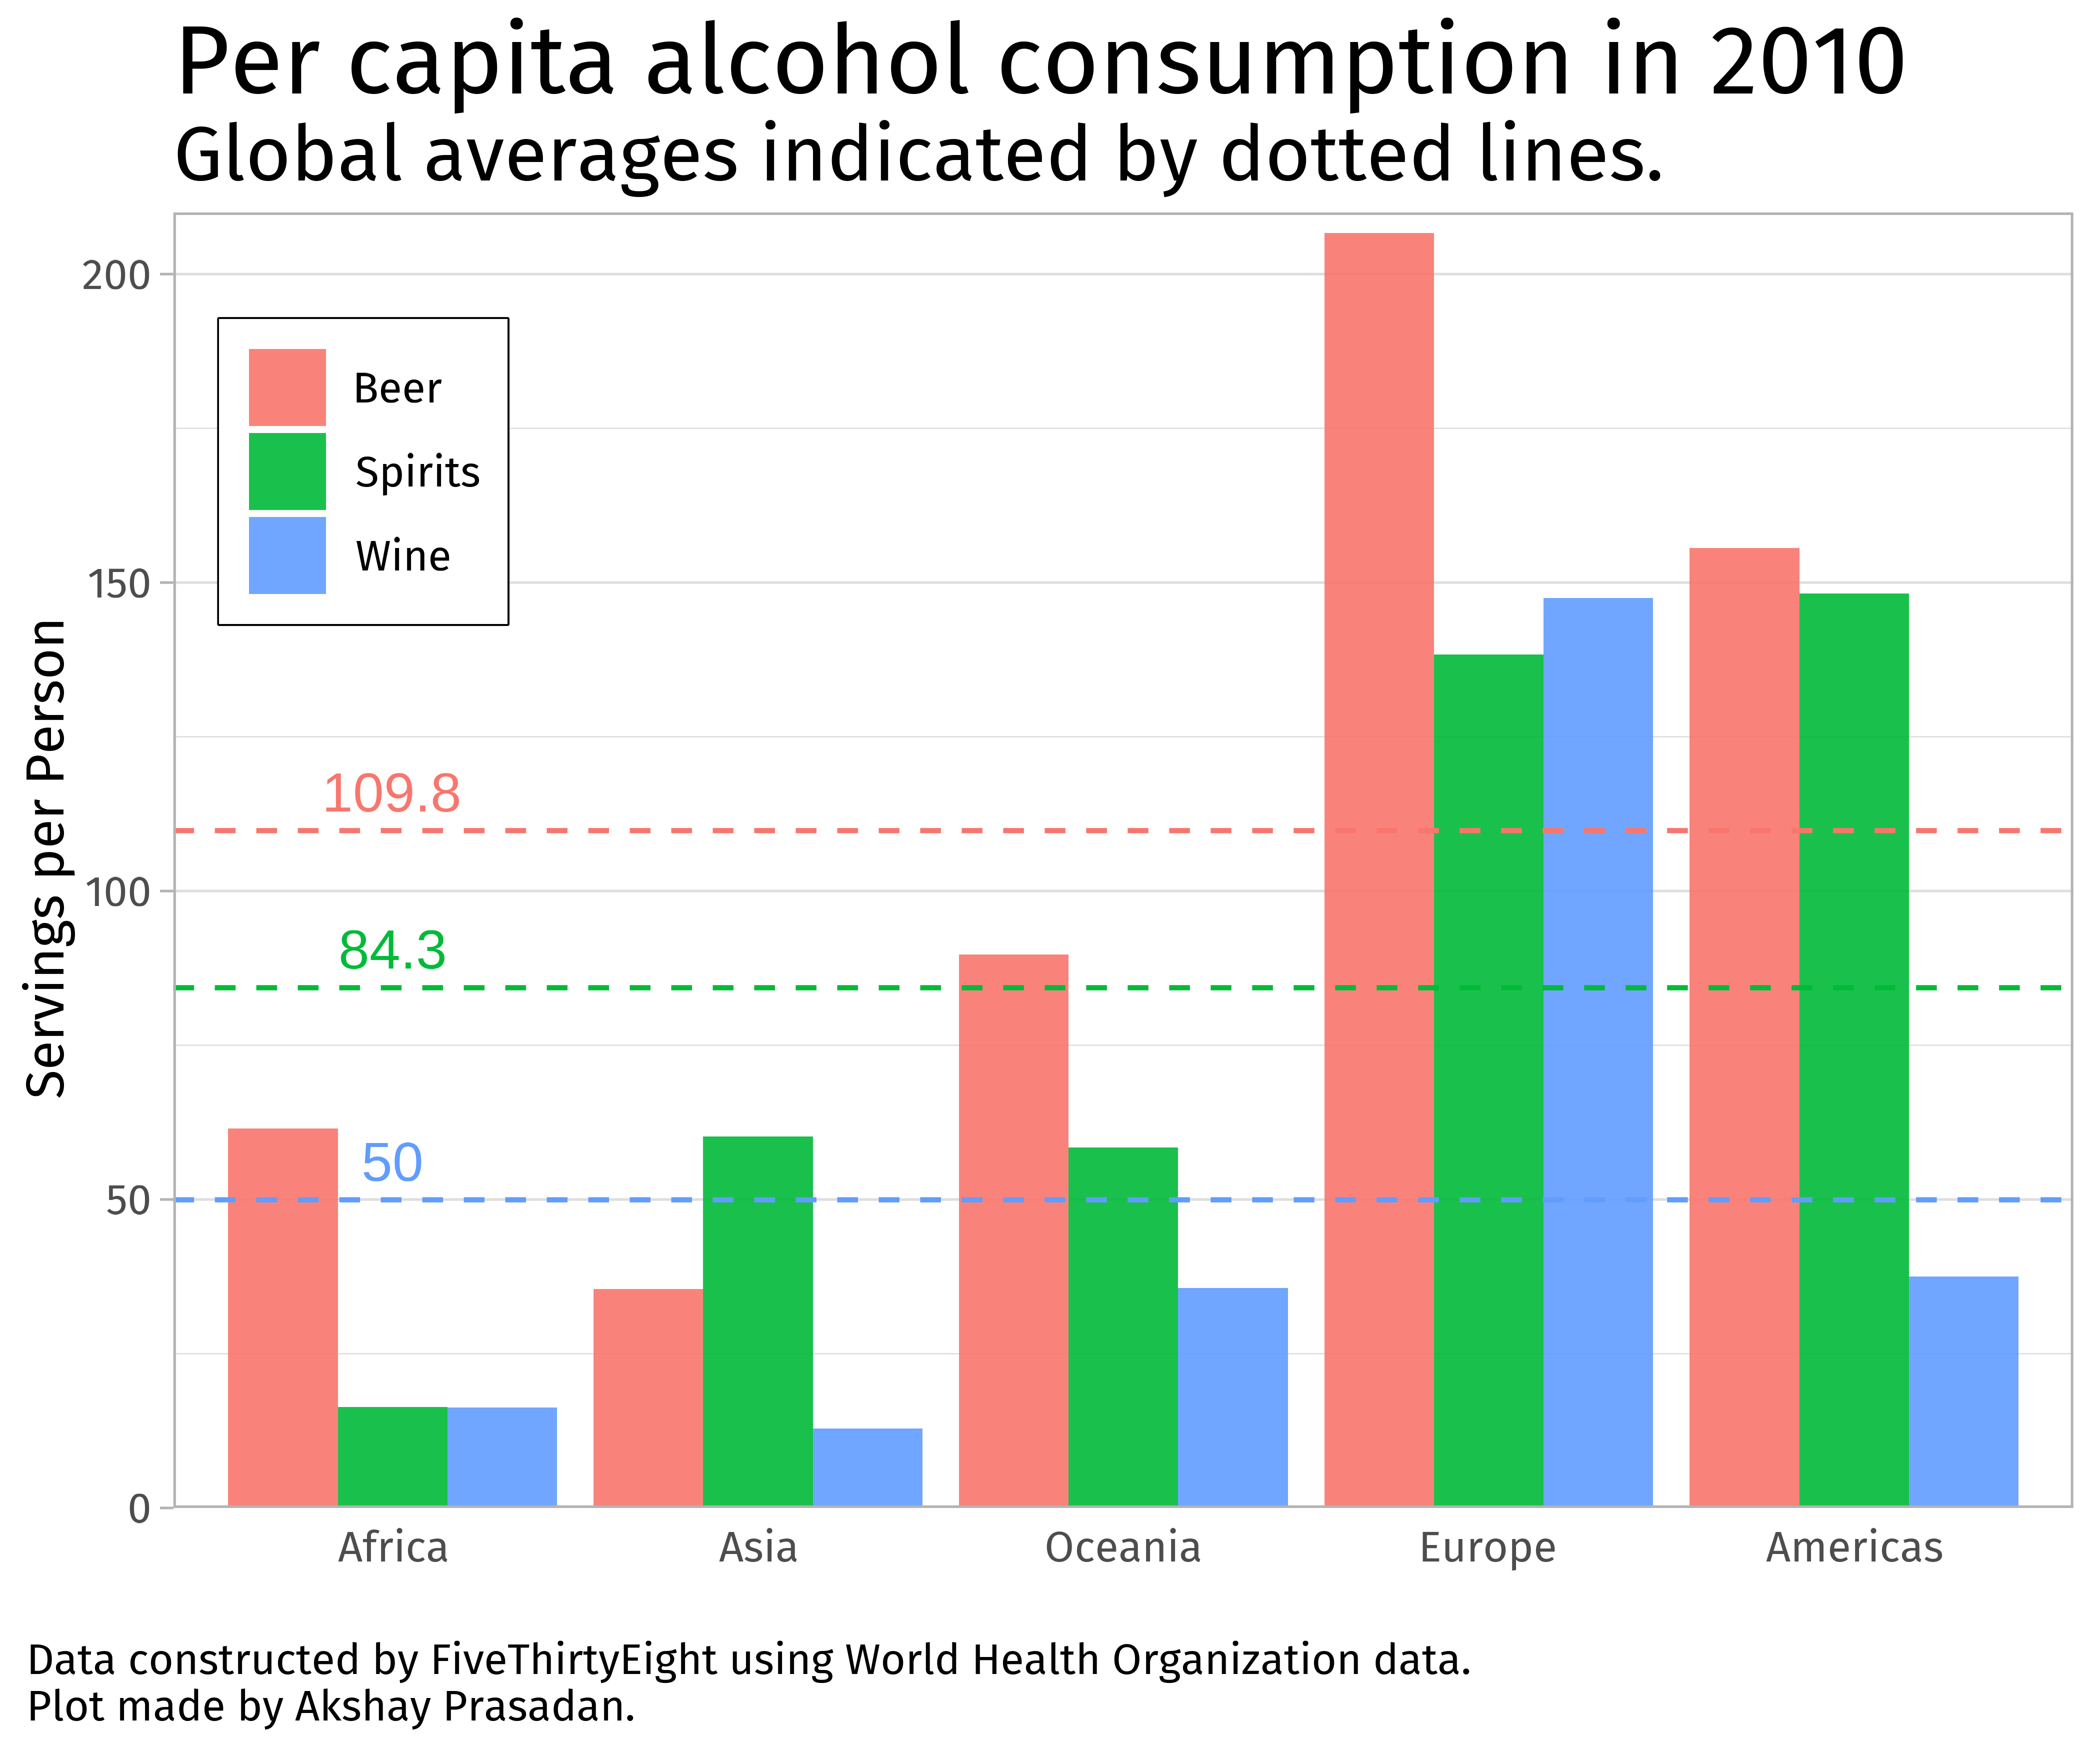 Per capita alcohol consumption in 2010
Global averages indicated by dotted lines.
Servings per Person
200
150
100
50
0
Beer
Spirits
Wine
109.8
84.3
50
Africa Asia Oceania Europe Americas
Data constructed by FiveThirtyEight using World Health Organization data.
Plot made by Akshay Prasadan.